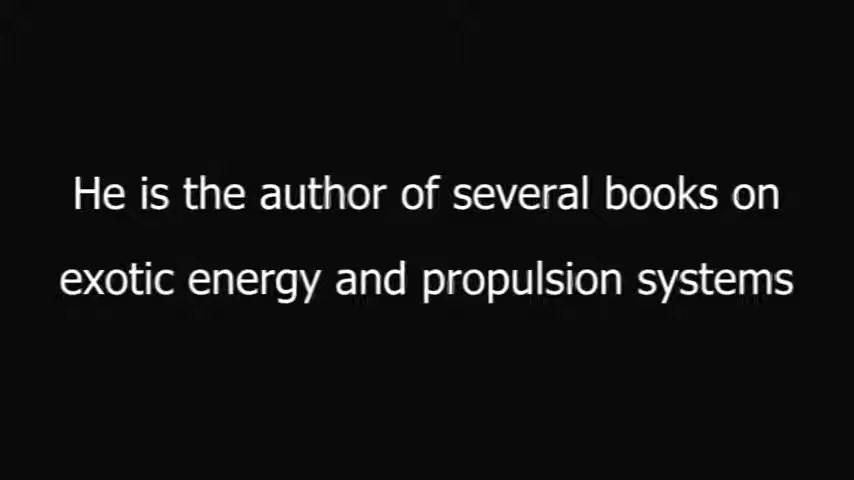 He is the author of several books on
exotic energy and propulsion systems